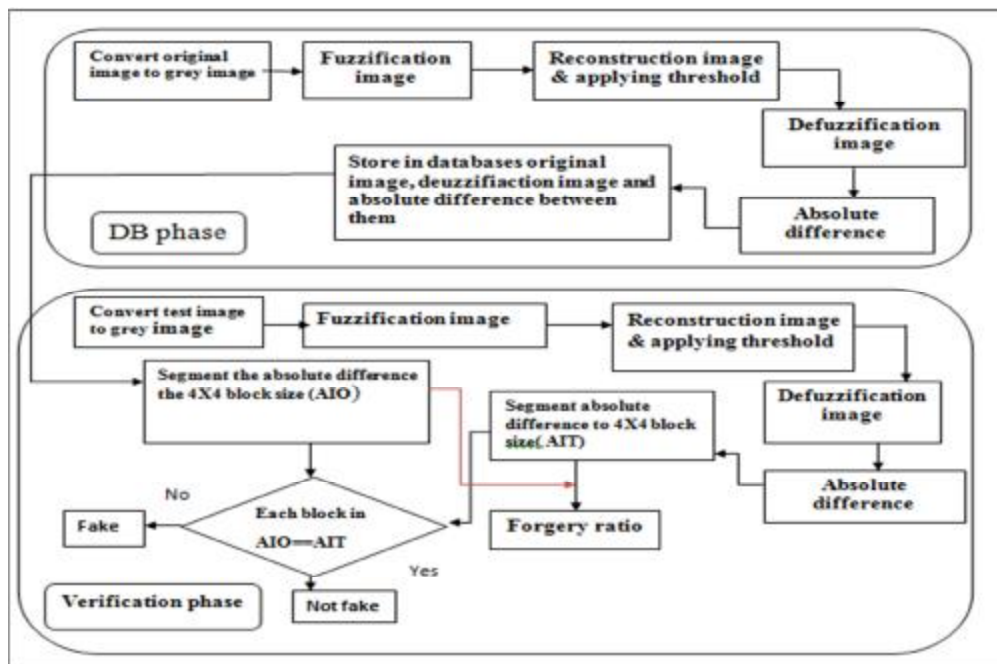 Convert original
image to grey image
Fuzzification
image
Reconstruction image
& applying threshold
Defuzzification
image
Store in databases original
image, deuzzifiaction image and
absolute difference between
them
Absolute
difference
DB phase
Convert test image
to grey image
Fuzzification image
Reconstruction image
& applying threshold
Segment the absolute difference
the 4X4 block size (AIO)
Segment absolute
difference to 4X4 block
size(.AIT)
Defuzzification
image
Absolute
difference
No
Fake
Each block in
AIO==AIT
Forgery ratio
Yes
Not fake
Verification phase